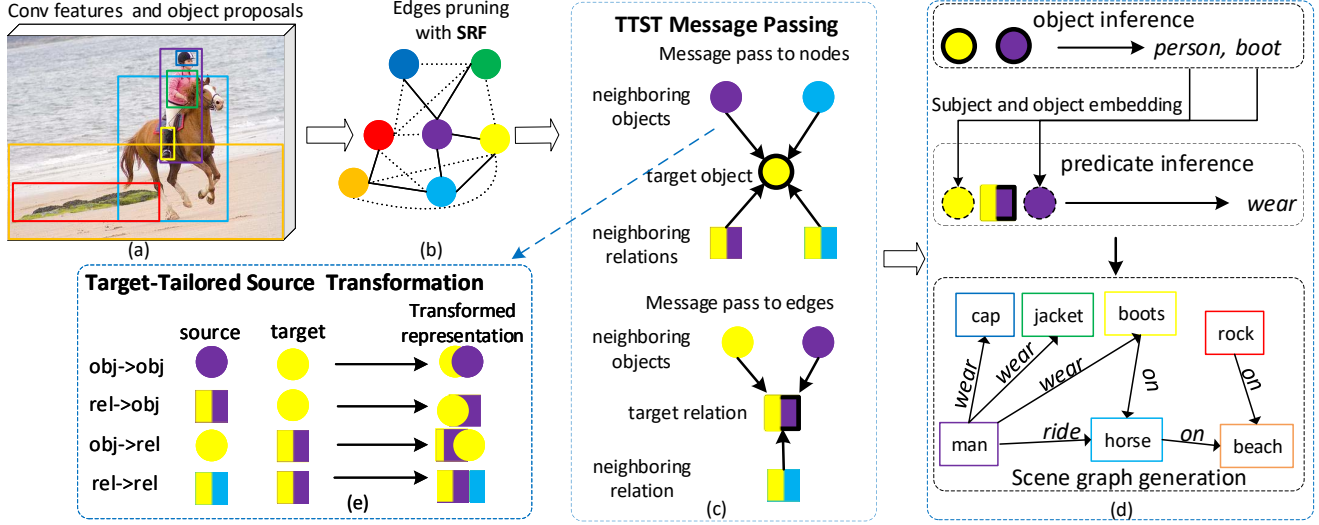 Conv features and object proposals
(a)
Edges pruning
with SRF
(b)
TTST Message Passing
Message pass to nodes
neighboring
objects
target object
neighboring
relations
Message pass to edges
neighboring
objects
target relation
neighboring
relation
(c)
object inference
person, boot
Subject and object embedding
predicate inference
wear
cap
jacket
boots
rock
wear
wear
wear
on
on
man
ride
horse
on
beach
Scene graph generation
(d)
Target-Tailored Source Transformation
source
target
Transformed
representation
obj->obj
rel->obj
obj->rel
rel->rel
(e)